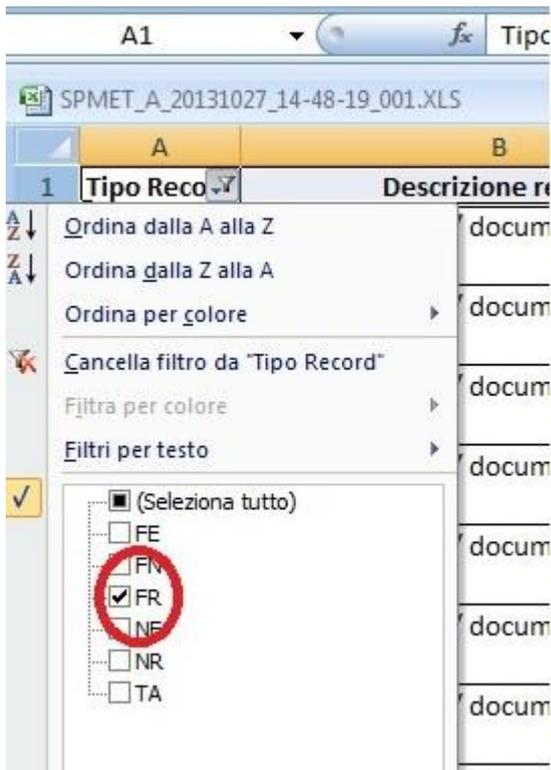 A1 fx Tipo
SPMET_A_20131027_14-48-19_001.XLS
A B
1 Tipo Reco Descrizione re
Ordina dalla A alla Z
Ordina dalla Z alla A
Ordina per colore
Cancella filtro da "Tipo Record"
Filtra per colore
Filtri per testo
(Seleziona tutto)
FE
FN
FR
NE
NR
TA
/ docum
/ docum
/ docum
/ docum
/ docum
/ docum
/ docum